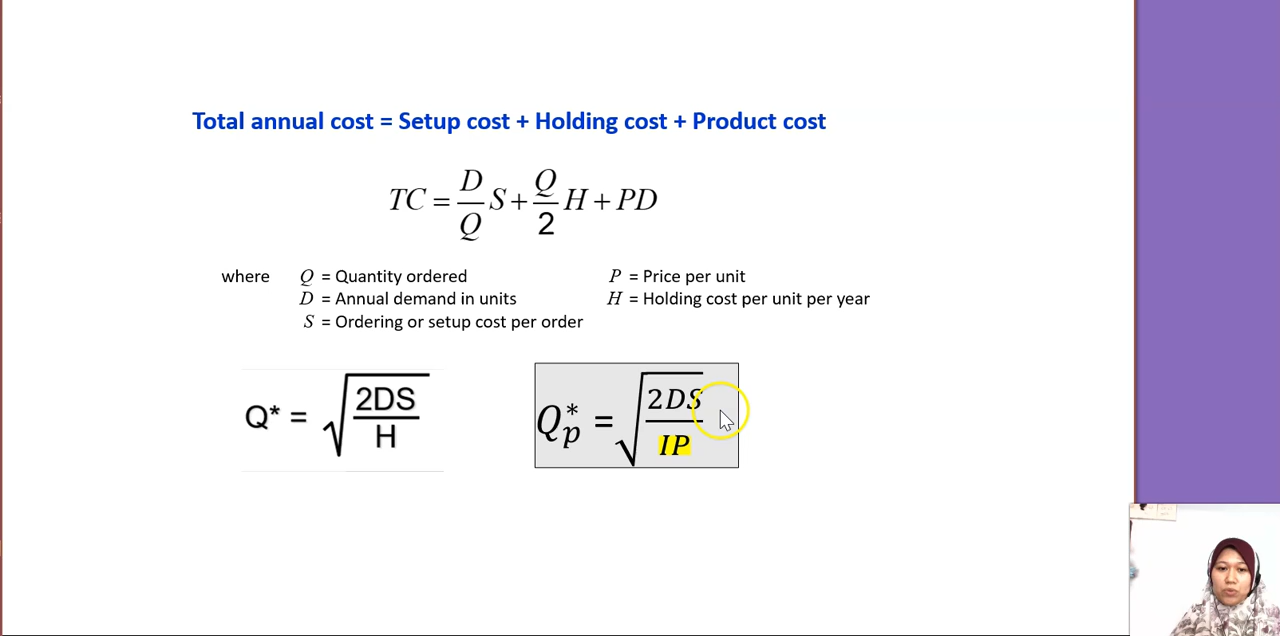 Total annual cost = Setup cost + Holding cost + Product cost
TC = D/Q S + Q/2 H + PD
where Q = Quantity ordered P = Price per unit
D = Annual demand in units H = Holding cost per unit per year
S = Ordering or setup cost per order
Q* = √(2DS/H) Q*p = √(2DS/IP)